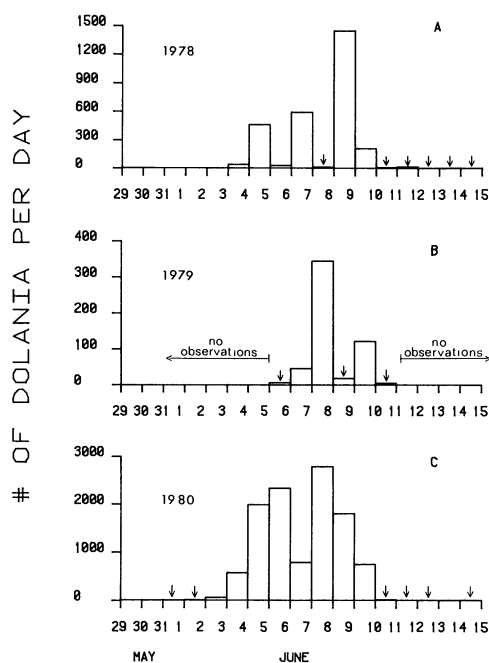 # OF DOLANIA PER DAY
A
1978
1500
1200
900
600
300
0
29 30 31 1 2 3 4 5 6 7 8 9 10 11 12 13 14 15
B
1979
400
300
200
100
0
no observations
no observations
29 30 31 1 2 3 4 5 6 7 8 9 10 11 12 13 14 15
C
1980
3000
2000
1000
0
29 30 31 1 2 3 4 5 6 7 8 9 10 11 12 13 14 15
MAY JUNE